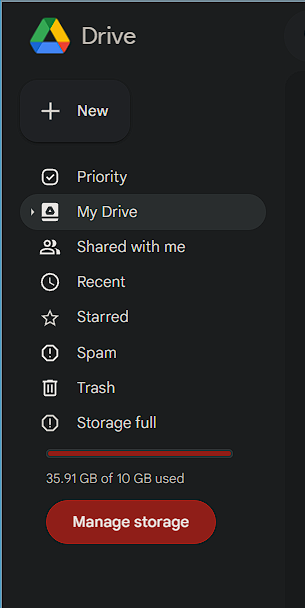 Drive
New
Priority
My Drive
Shared with me
Recent
Starred
Spam
Trash
Storage full
35.91 GB of 10 GB used
Manage storage